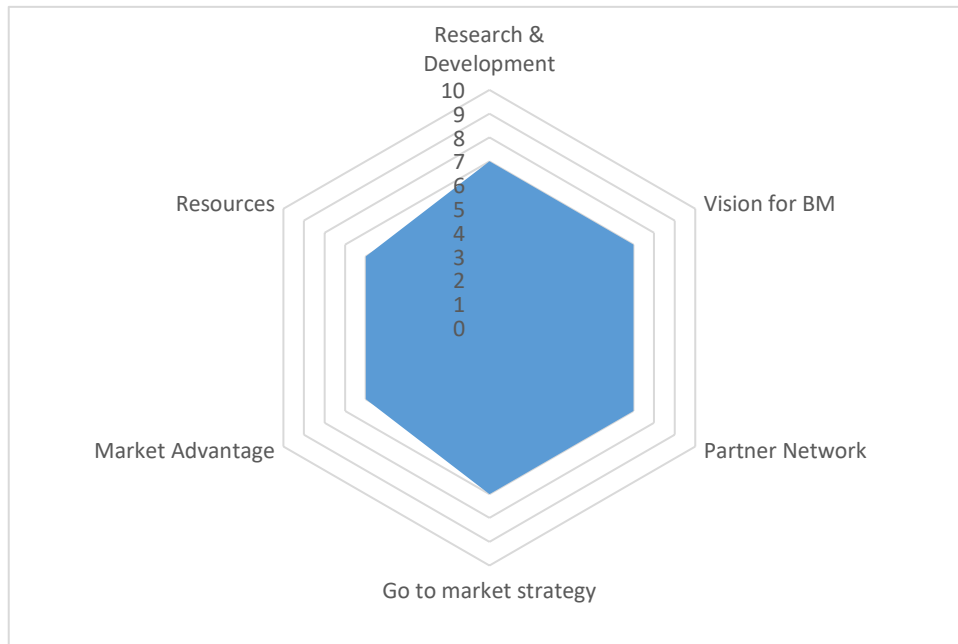 Research &
Development
10
9
8
7
6
5
4
3
2
1
0
Resources
Vision for BM
Market Advantage
Partner Network
Go to market strategy